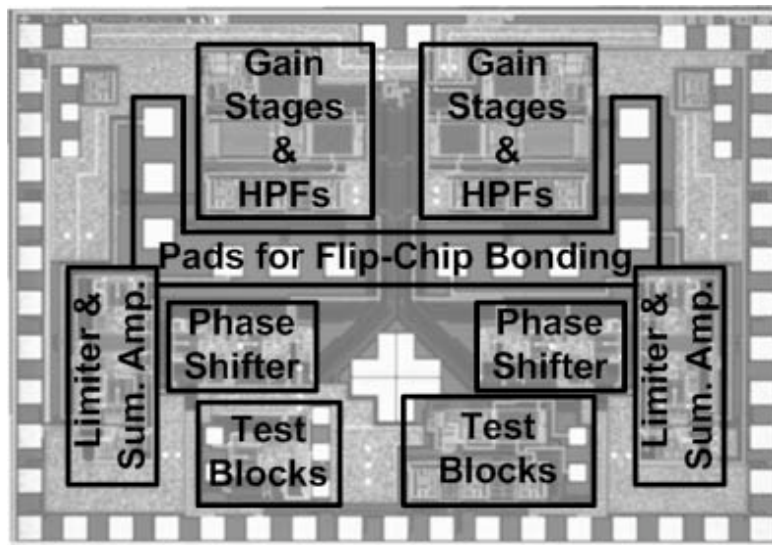 Gain
Stages
&
HPFs
Gain
Stages
&
HPFs
Pads for Flip-Chip Bonding
Limiter &
Sum. Amp.
Phase
Shifter
Phase
Shifter
Limiter &
Sum. Amp.
Test
Blocks
Test
Blocks